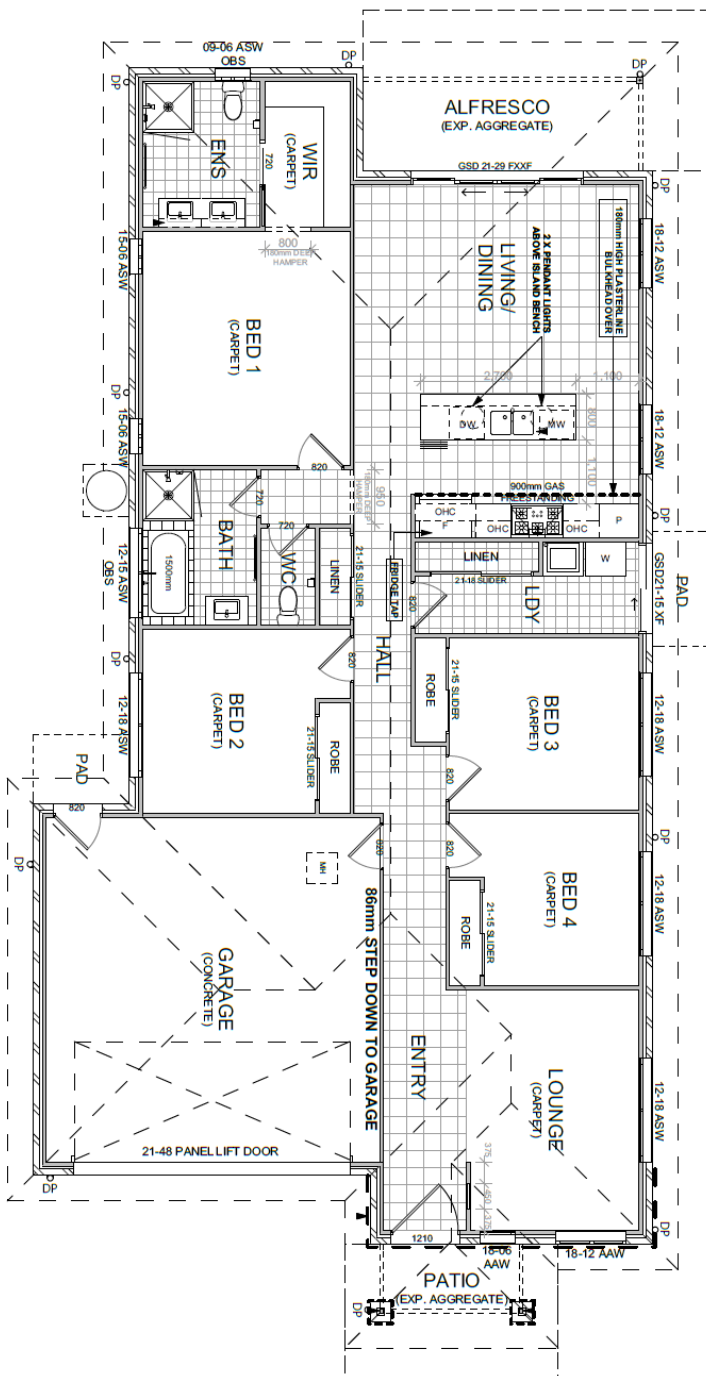 09-06 ASW
OBS
DP
DP
ALFRESCO
(EXP. AGGREGATE)
GSD 21-29 FXXF
DP
ENS
720
WIR
(CARPET)
800
180mm DEEP
HAMPER
15-06 ASW
LIVING/
DINING
2 X PENDANT LIGHTS
ABOVE ISLAND BENCH
180mm HIGH PLASTERLINE
BULKHEAD OVER
18-12 ASW
BED 1
(CARPET)
DP
15-06 ASW
820
2,700
1,100
DW
MW
800
1,100
18-12 ASW
950
180mm DEEP
HAMPER
900mm GAS
FREESTANDING
OHC
F
OHC
OHC
P
DP
720
BATH
1500mm
720
WC
LINEN
21-15 SLIDER
FRIDGE TAP
LINEN
21-18 SLIDER
W
LDY
820
GSD21-15 XF
PAD
12-15 ASW
OBS
HALL
DP
BED 2
(CARPET)
820
ROBE
21-15 SLIDER
12-18 ASW
ROBE
21-15 SLIDER
BED 3
(CARPET)
820
12-18 ASW
PAD
820
DP
MH
820
820
86mm STEP DOWN TO GARAGE
BED 4
(CARPET)
ROBE
21-15 SLIDER
DP
12-18 ASW
GARAGE
(CONCRETE)
ENTRY
LOUNGE
(CARPET)
12-18 ASW
21-48 PANEL LIFT DOOR
DP
375
450
375
1210
18-06
AAW
18-12 AAW
DP
PATIO
(EXP. AGGREGATE)
DP